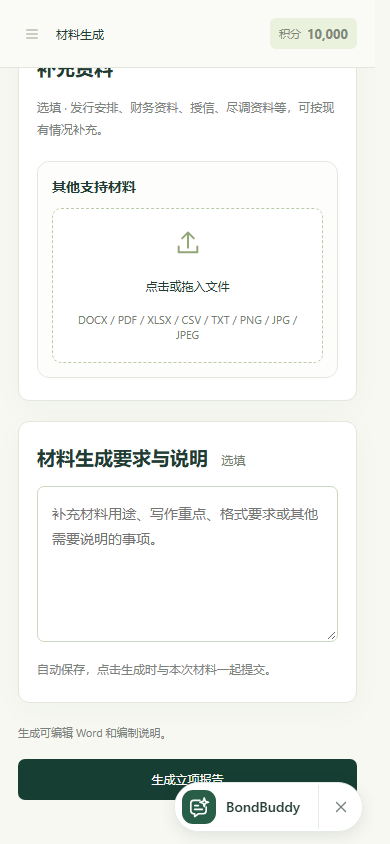 材料生成
积分 10,000
补充资料
选填 · 发行安排、财务资料、授信、尽调资料等，可按现
有情况补充。
其他支持材料
点击或拖入文件
DOCX / PDF / XLSX / CSV / TXT / PNG / JPG /
JPEG
材料生成要求与说明 选填
补充材料用途、写作重点、格式要求或其他
需要说明的事项。
自动保存，点击生成时与本次材料一起提交。
生成可编辑 Word 和编制说明。
生成立项报告
BondBuddy